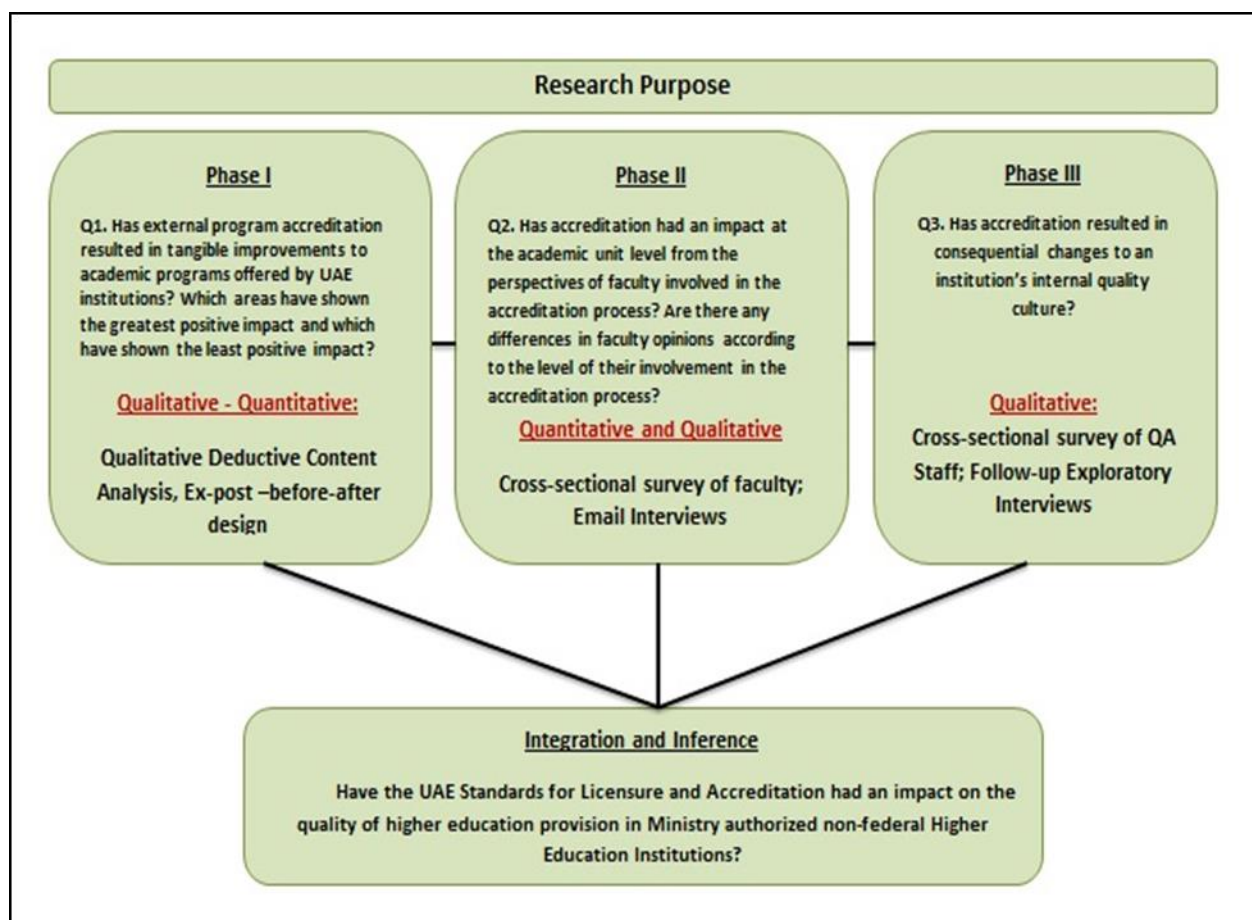 Research Purpose
Phase I
Q1. Has external program accreditation
resulted in tangible improvements to
academic programs offered by UAE
institutions? Which areas have shown
the greatest positive impact and which
have shown the least positive impact?
Qualitative - Quantitative:
Qualitative Deductive Content
Analysis, Ex-post –before-after
design
Phase II
Q2. Has accreditation had an impact at
the academic unit level from the
perspectives of faculty involved in the
accreditation process? Are there any
differences in faculty opinions according
to the level of their involvement in the
accreditation process?
Quantitative and Qualitative
Cross-sectional survey of faculty;
Email Interviews
Phase III
Q3. Has accreditation resulted in
consequential changes to an
institution’s internal quality
culture?
Qualitative:
Cross-sectional survey of QA
Staff; Follow-up Exploratory
Interviews
Integration and Inference
Have the UAE Standards for Licensure and Accreditation had an impact on the
quality of higher education provision in Ministry authorized non-federal Higher
Education Institutions?